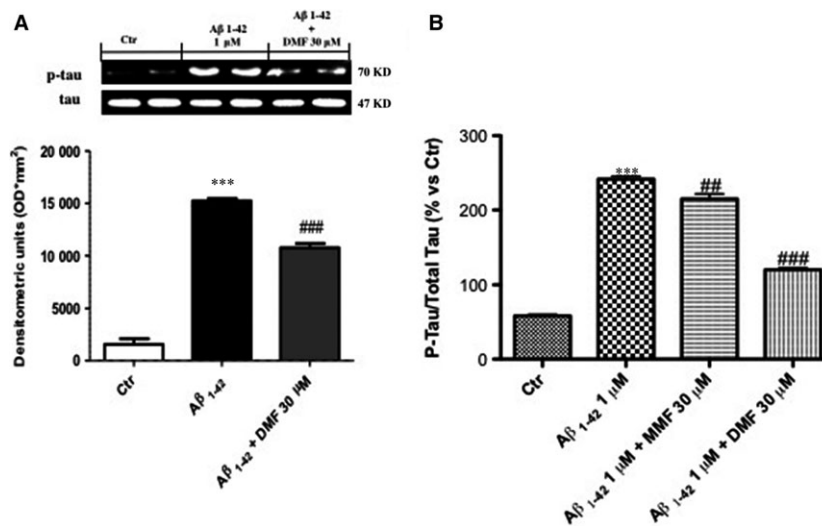 A
Ctr
Aβ 1-42
1 µM
Aβ 1-42
+
DMF 30 µM
p-tau
70 KD
tau
47 KD
Densitometric units (OD*mm²)
20 000
15 000
10 000
5000
0
***
###
Ctr
Aβ 1-42
Aβ 1-42 + DMF 30 µM
B
P-Tau/Total Tau (% vs Ctr)
300
200
100
0
***
##
###
Ctr
Aβ 1-42 1 µM
Aβ 1-42 1 µM + MMF 30 µM
Aβ 1-42 1 µM + DMF 30 µM